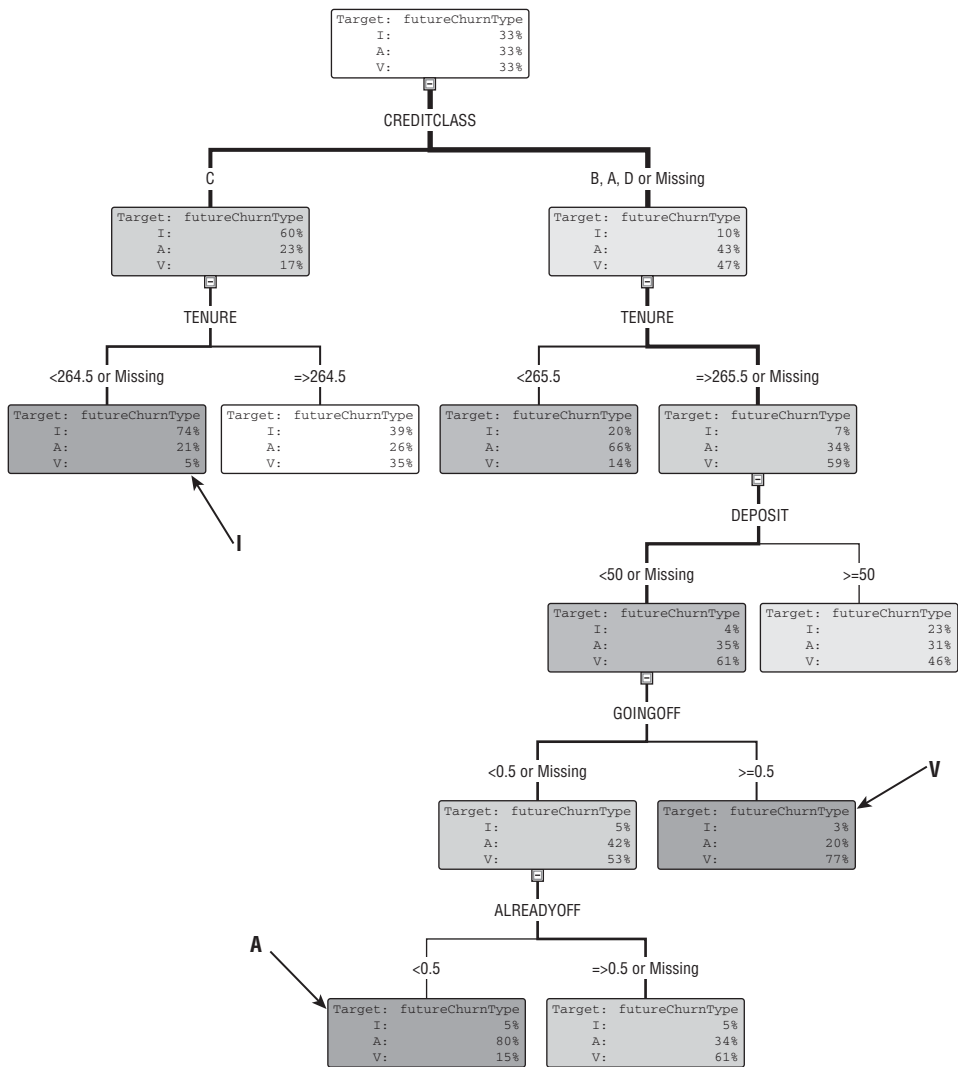 Target: futureChurnType
I: 33%
A: 33%
V: 33%
CREDITCLASS
C
B, A, D or Missing
Target: futureChurnType
I: 60%
A: 23%
V: 17%
Target: futureChurnType
I: 10%
A: 43%
V: 47%
TENURE
TENURE
<264.5 or Missing
=>264.5
<265.5
=>265.5 or Missing
Target: futureChurnType
I: 74%
A: 21%
V: 5%
Target: futureChurnType
I: 39%
A: 26%
V: 35%
Target: futureChurnType
I: 20%
A: 66%
V: 14%
Target: futureChurnType
I: 7%
A: 34%
V: 59%
I
DEPOSIT
<50 or Missing
>=50
Target: futureChurnType
I: 4%
A: 35%
V: 61%
Target: futureChurnType
I: 23%
A: 31%
V: 46%
GOINGOFF
<0.5 or Missing
>=0.5
V
Target: futureChurnType
I: 5%
A: 42%
V: 53%
Target: futureChurnType
I: 3%
A: 20%
V: 77%
ALREADYOFF
A
<0.5
=>0.5 or Missing
Target: futureChurnType
I: 5%
A: 80%
V: 15%
Target: futureChurnType
I: 5%
A: 34%
V: 61%